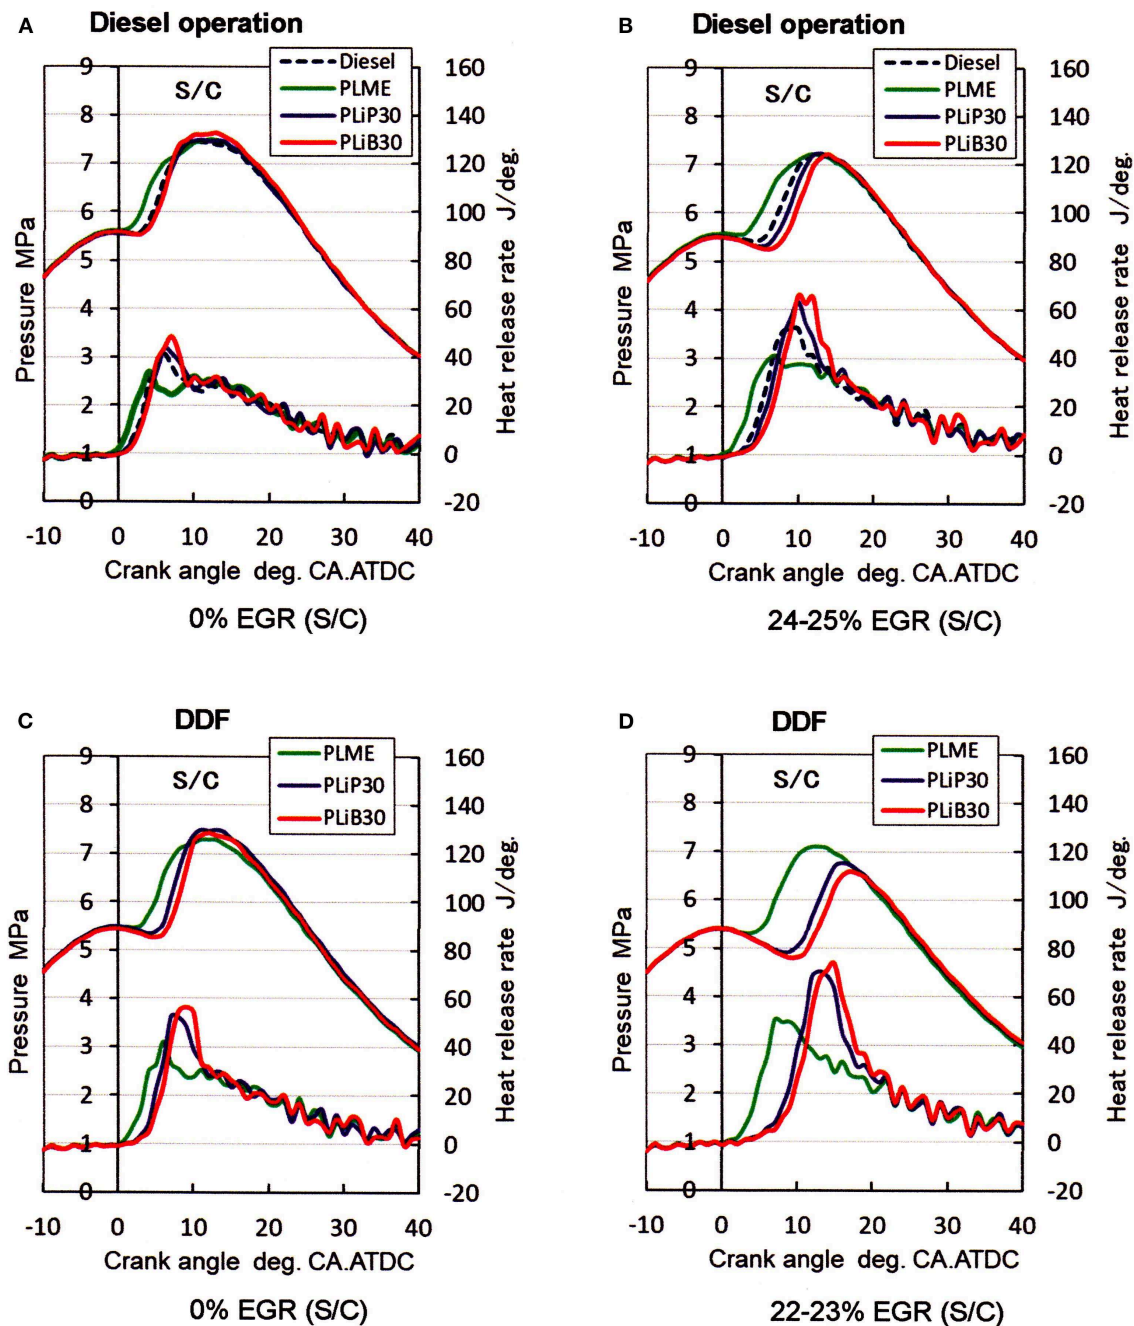 A
Diesel operation
Diesel
PLME
PLiP30
PLiB30
S/C
9
8
7
6
5
4
3
2
1
0
160
140
120
100
80
60
40
20
0
-20
Pressure MPa
Heat release rate J/deg.
-10 0 10 20 30 40
Crank angle deg. CA.ATDC
0% EGR (S/C)
B
Diesel operation
Diesel
PLME
PLiP30
PLiB30
S/C
9
8
7
6
5
4
3
2
1
0
160
140
120
100
80
60
40
20
0
-20
Pressure MPa
Heat release rate J/deg.
-10 0 10 20 30 40
Crank angle deg. CA.ATDC
24-25% EGR (S/C)
C
DDF
PLME
PLiP30
PLiB30
S/C
9
8
7
6
5
4
3
2
1
0
160
140
120
100
80
60
40
20
0
-20
Pressure MPa
Heat release rate J/deg.
-10 0 10 20 30 40
Crank angle deg. CA.ATDC
0% EGR (S/C)
D
DDF
PLME
PLiP30
PLiB30
S/C
9
8
7
6
5
4
3
2
1
0
160
140
120
100
80
60
40
20
0
-20
Pressure MPa
Heat release rate J/deg.
-10 0 10 20 30 40
Crank angle deg. CA.ATDC
22-23% EGR (S/C)